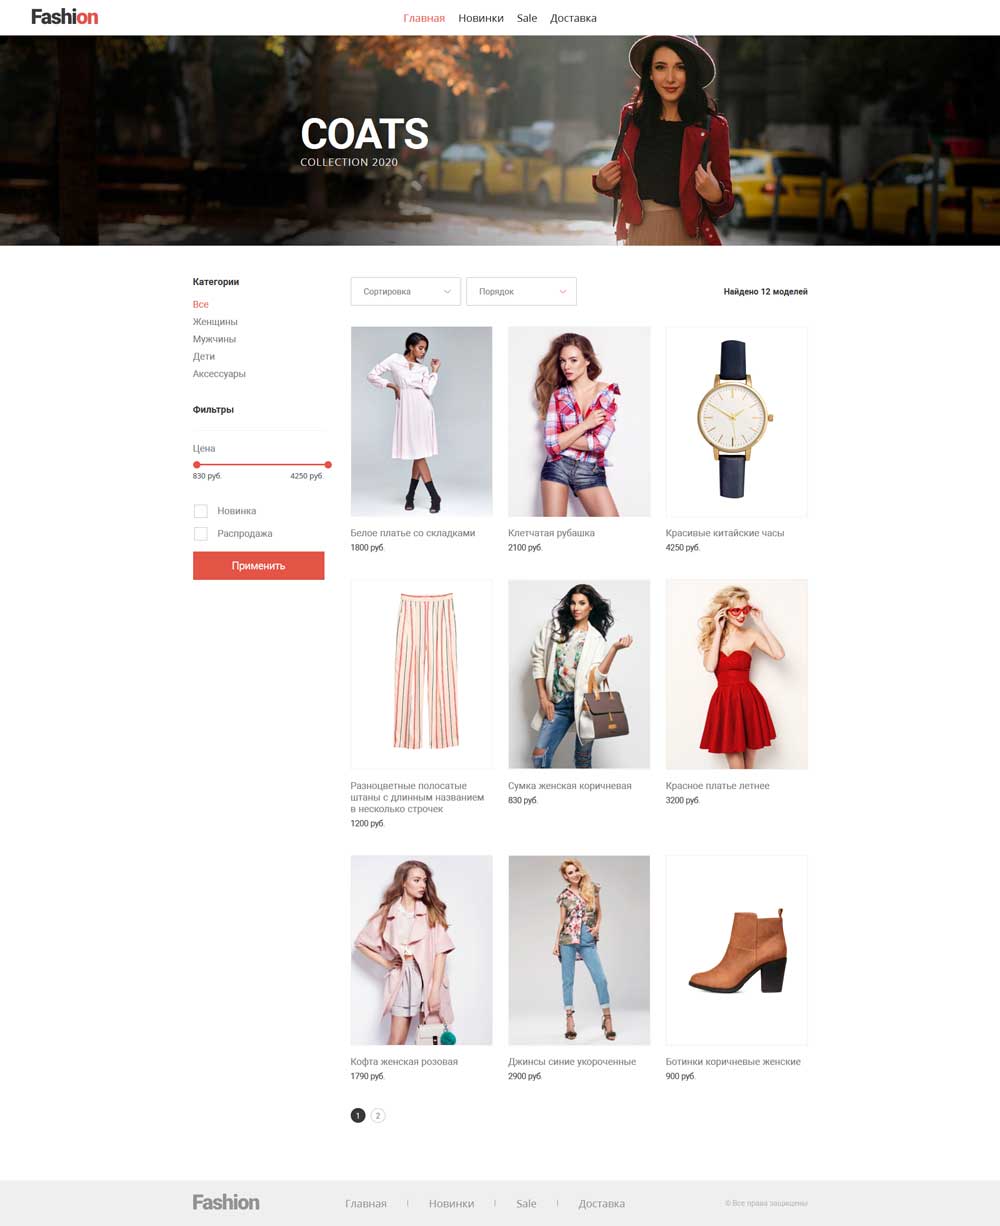 Fashion
Главная Новинки Sale Доставка
COATS
COLLECTION 2020
Категории
Все
Женщины
Мужчины
Дети
Аксессуары
Фильтры
Цена
830 руб. 4250 руб.
Новинка
Распродажа
Применить
Сортировка Порядок Найдено 12 моделей
Белое платье со складками
1800 руб.
Клетчатая рубашка
2100 руб.
Красивые китайские часы
4250 руб.
Разноцветные полосатые
штаны с длинным названием
в несколько строчек
1200 руб.
Сумка женская коричневая
830 руб.
Красное платье летнее
3200 руб.
Кофта женская розовая
1790 руб.
Джинсы синие укороченные
2900 руб.
Ботинки коричневые женские
900 руб.
1 2
Fashion Главная | Новинки | Sale | Доставка © Все права защищены